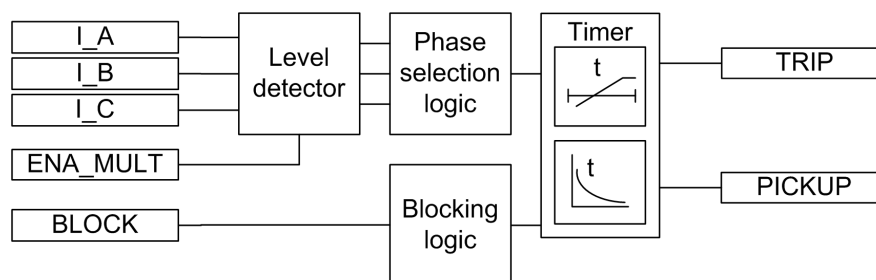 I_A
I_B
I_C
ENA_MULT
BLOCK
Level
detector
Phase
selection
logic
Blocking
logic
Timer
t
t
TRIP
PICKUP